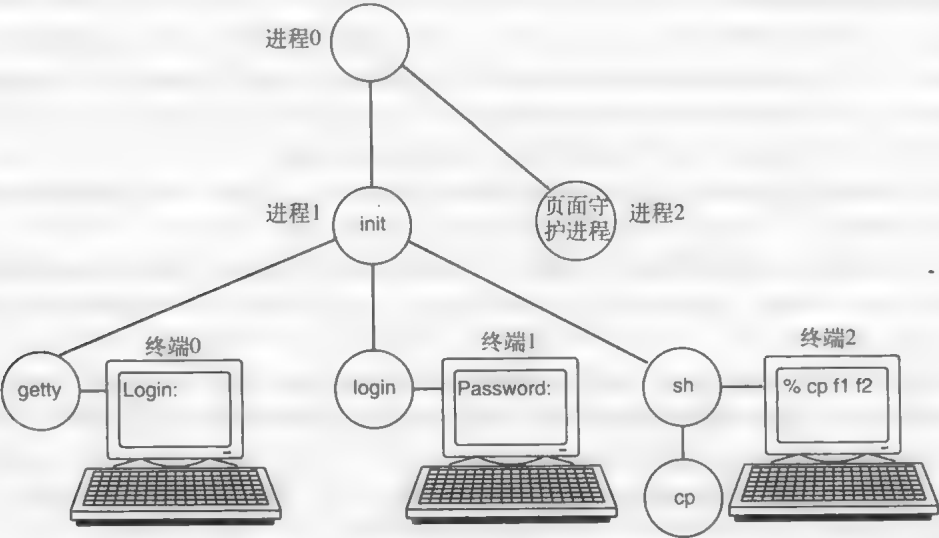 进程0
进程1
init
页面守
护进程
进程2
终端0
终端1
终端2
getty
Login:
login
Password:
sh
% cp f1 f2
cp